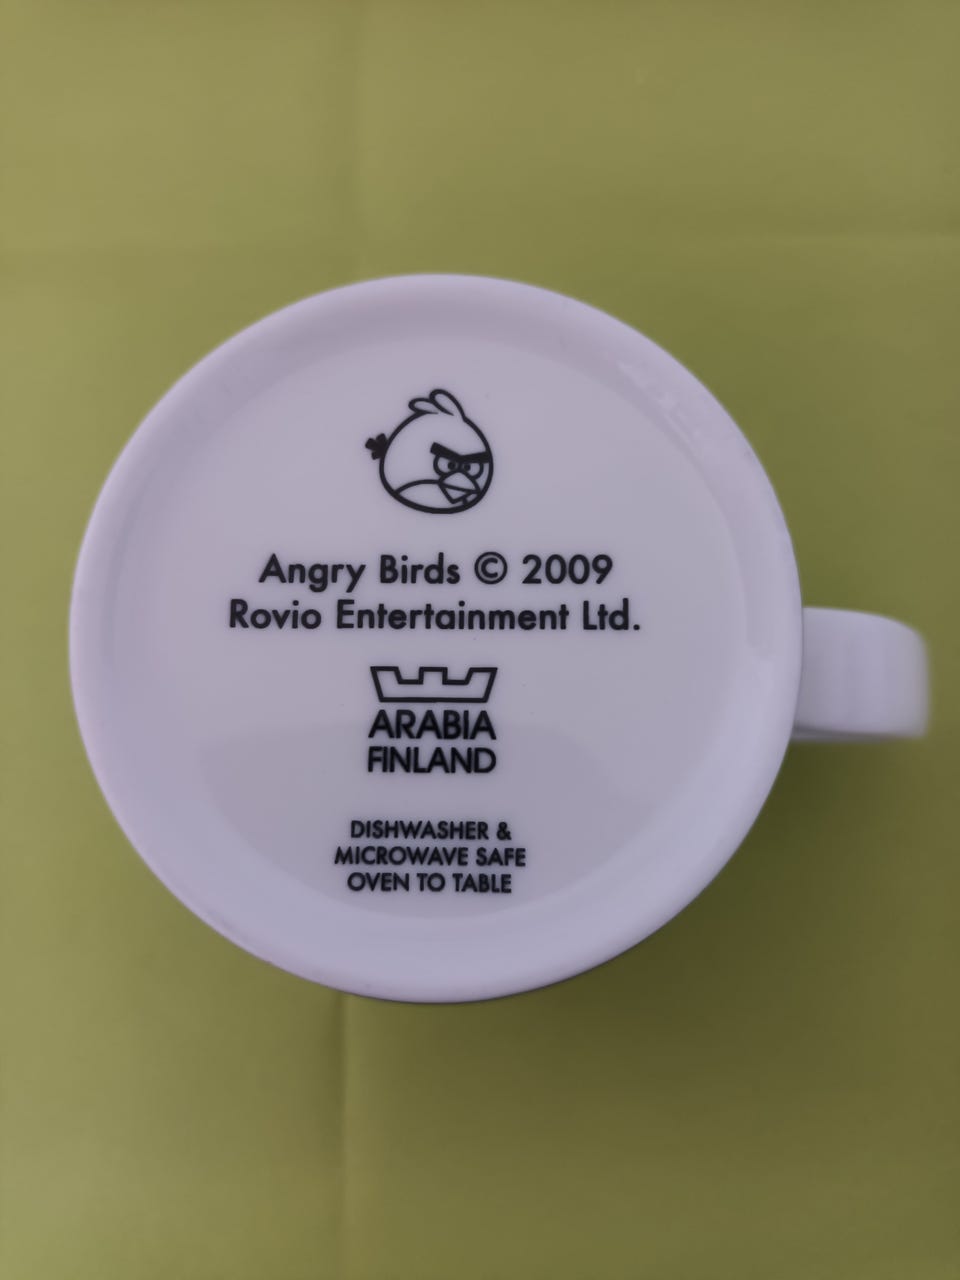 Angry Birds © 2009
Rovio Entertainment Ltd.
ARABIA
FINLAND
DISHWASHER &
MICROWAVE SAFE
OVEN TO TABLE